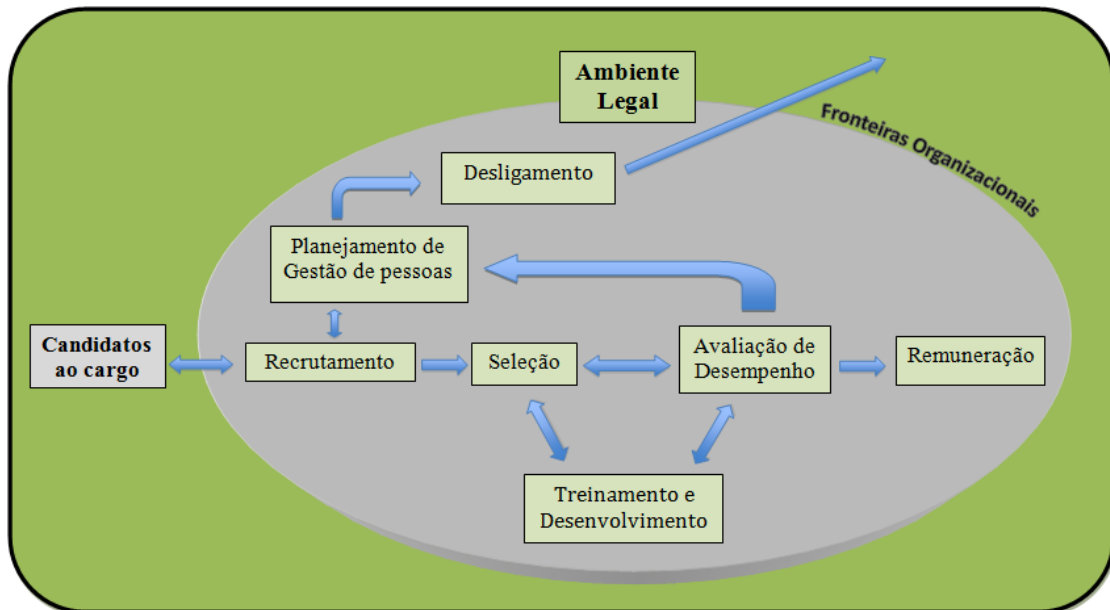 Ambiente
Legal
Fronteiras Organizacionais
Desligamento
Planejamento de
Gestão de pessoas
Candidatos
ao cargo
Recrutamento
Seleção
Avaliação de
Desempenho
Remuneração
Treinamento e
Desenvolvimento